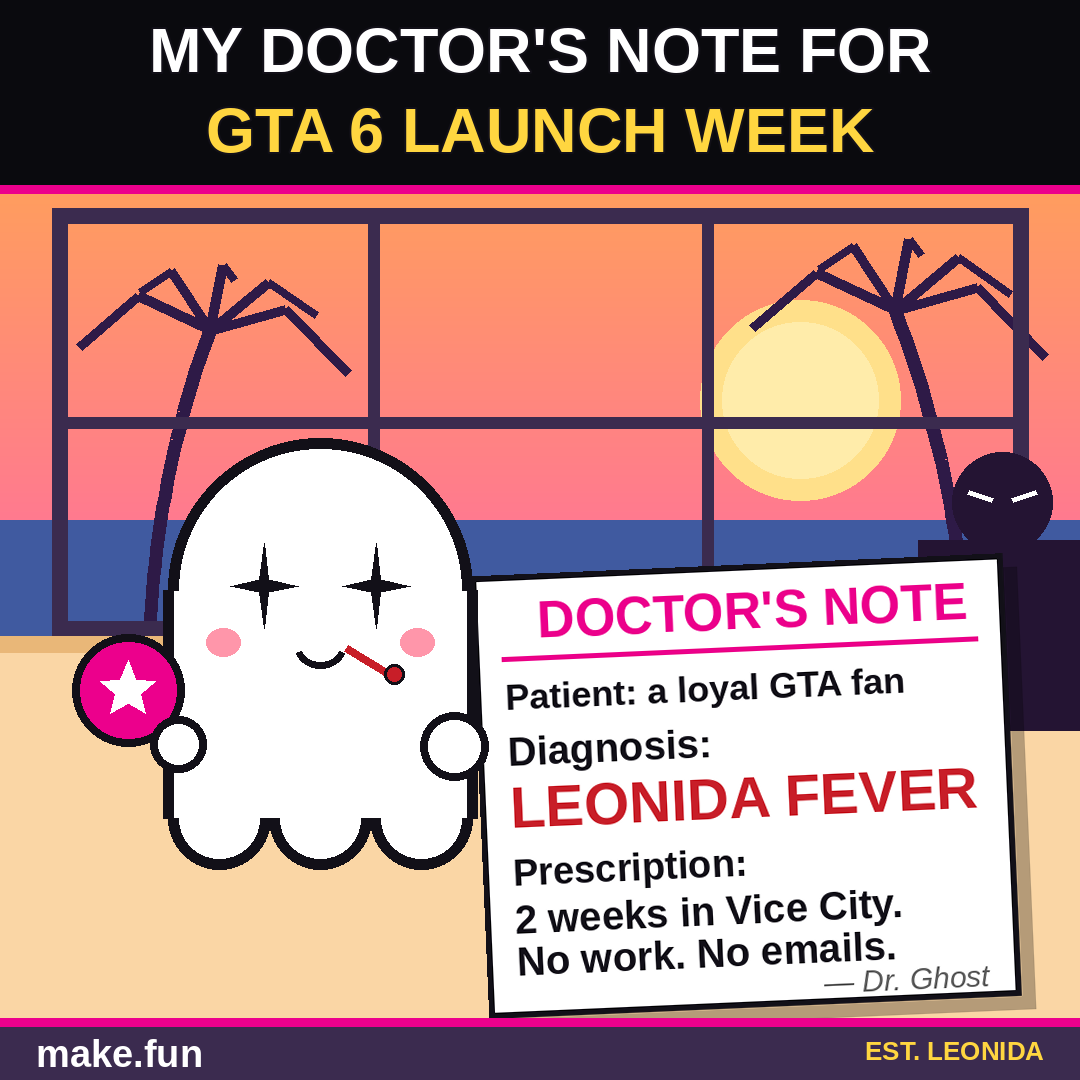 MY DOCTOR'S NOTE FOR
GTA 6 LAUNCH WEEK
DOCTOR'S NOTE
Patient: a loyal GTA fan
Diagnosis:
LEONIDA FEVER
Prescription:
2 weeks in Vice City.
No work. No emails.
— Dr. Ghost
make.fun
EST. LEONIDA